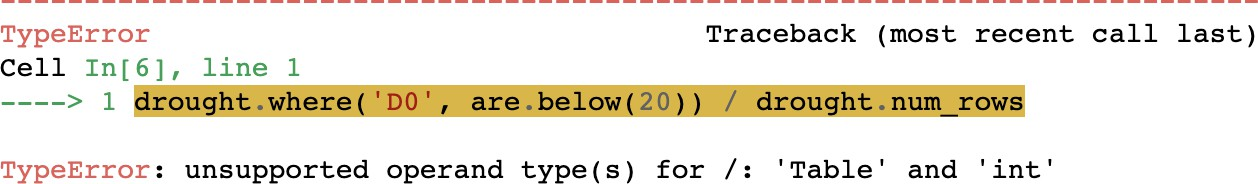 TypeError Traceback (most recent call last)
Cell In[6], line 1
----> 1 drought.where('D0', are.below(20)) / drought.num_rows
TypeError: unsupported operand type(s) for /: 'Table' and 'int'